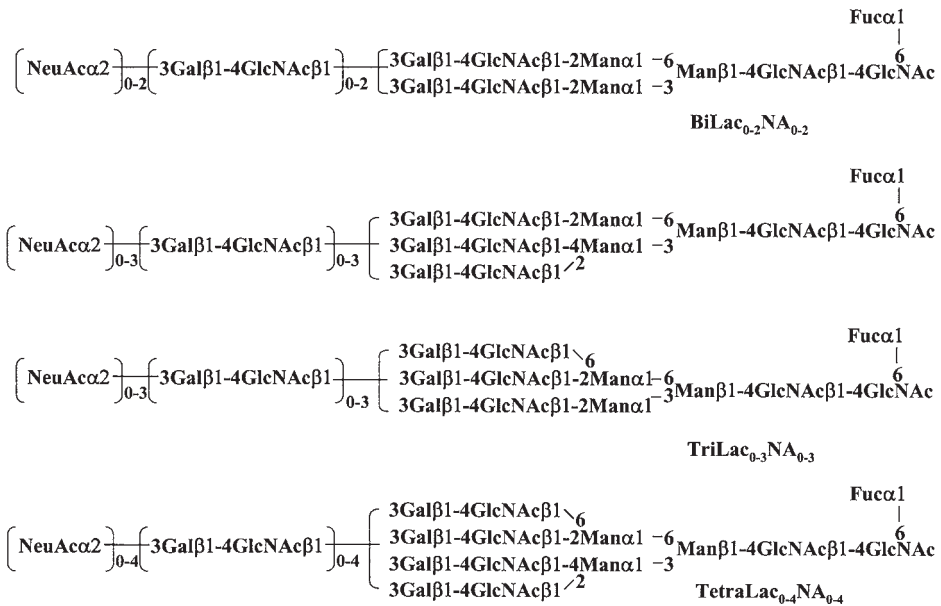 Fucα1
6
(NeuAcα2)0-2(3Galβ1-4GlcNAcβ1)0-2 3Galβ1-4GlcNAcβ1-2Manα1 -6
3Galβ1-4GlcNAcβ1-2Manα1 -3
Manβ1-4GlcNAcβ1-4GlcNAc
BiLac0-2NA0-2
Fucα1
6
3Galβ1-4GlcNAcβ1-2Manα1 -6
(NeuAcα2)0-3(3Galβ1-4GlcNAcβ1)0-3 3Galβ1-4GlcNAcβ1-4Manα1 -3
Manβ1-4GlcNAcβ1-4GlcNAc
3Galβ1-4GlcNAcβ1 2
Fucα1
6
3Galβ1-4GlcNAcβ1 6
(NeuAcα2)0-3(3Galβ1-4GlcNAcβ1)0-3 3Galβ1-4GlcNAcβ1-2Manα1 -6
Manβ1-4GlcNAcβ1-4GlcNAc
3Galβ1-4GlcNAcβ1-2Manα1 -3
TriLac0-3NA0-3
Fucα1
6
3Galβ1-4GlcNAcβ1 6
3Galβ1-4GlcNAcβ1-2Manα1 -6
(NeuAcα2)0-4(3Galβ1-4GlcNAcβ1)0-4 Manβ1-4GlcNAcβ1-4GlcNAc
3Galβ1-4GlcNAcβ1-4Manα1 -3
3Galβ1-4GlcNAcβ1 2
TetraLac0-4NA0-4